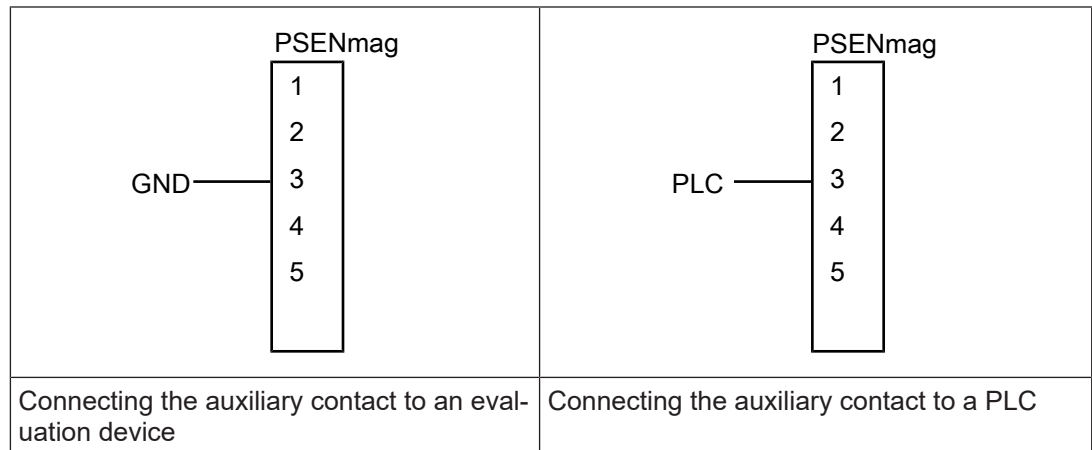 PSENmag
1
2
GND 3
4
5
PSENmag
1
2
PLC 3
4
5
Connecting the auxiliary contact to an eval-
uation device
Connecting the auxiliary contact to a PLC